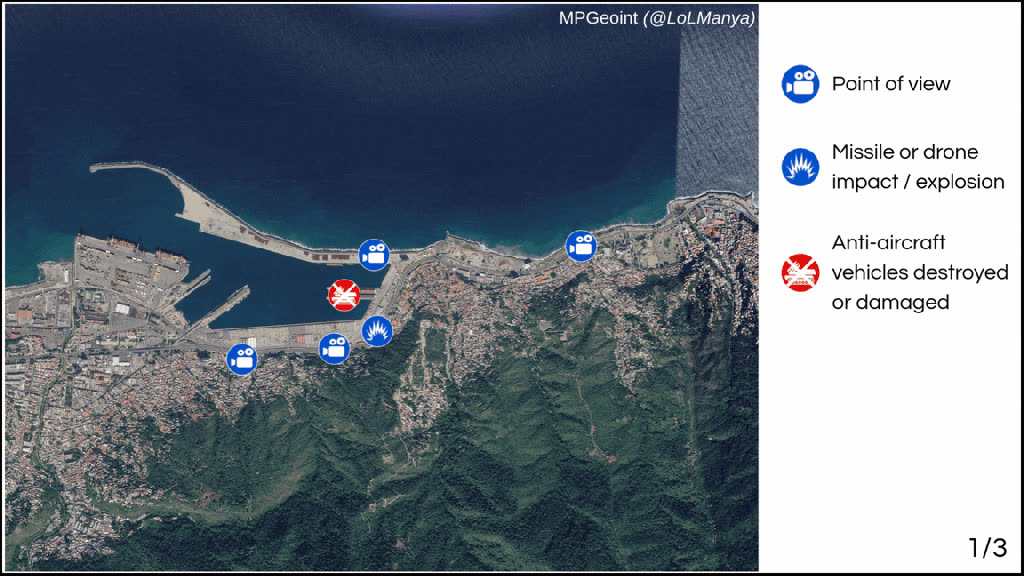 MPGeoint (@LoLManya)
Point of view
Missile or drone
impact / explosion
Anti-aircraft
vehicles destroyed
or damaged
1/3